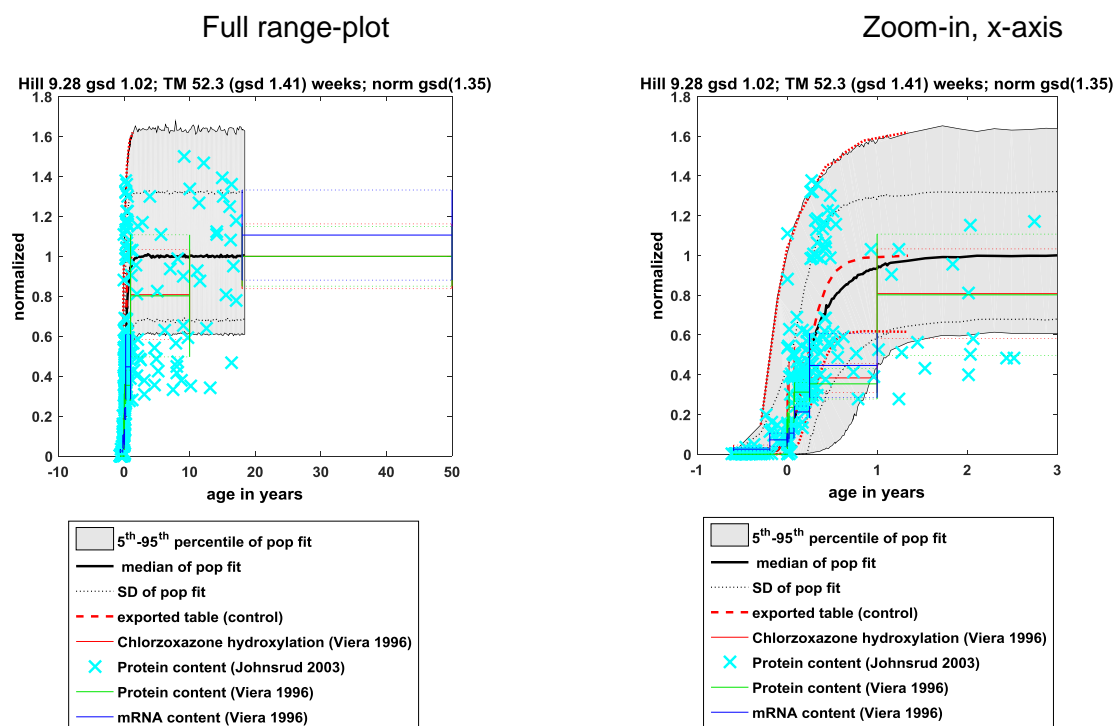 Full range-plot
Hill 9.28 gsd 1.02; TM 52.3 (gsd 1.41) weeks; norm gsd(1.35)
1.8
1.6
1.4
1.2
1
0.8
0.6
0.4
0.2
0
normalized
-10 0 10 20 30 40 50
age in years
5th-95th percentile of pop fit
median of pop fit
SD of pop fit
exported table (control)
Chlorzoxazone hydroxylation (Viera 1996)
Protein content (Johnsrud 2003)
Protein content (Viera 1996)
mRNA content (Viera 1996)
Zoom-in, x-axis
Hill 9.28 gsd 1.02; TM 52.3 (gsd 1.41) weeks; norm gsd(1.35)
1.8
1.6
1.4
1.2
1
0.8
0.6
0.4
0.2
0
normalized
-1 0 1 2 3
age in years
5th-95th percentile of pop fit
median of pop fit
SD of pop fit
exported table (control)
Chlorzoxazone hydroxylation (Viera 1996)
Protein content (Johnsrud 2003)
Protein content (Viera 1996)
mRNA content (Viera 1996)